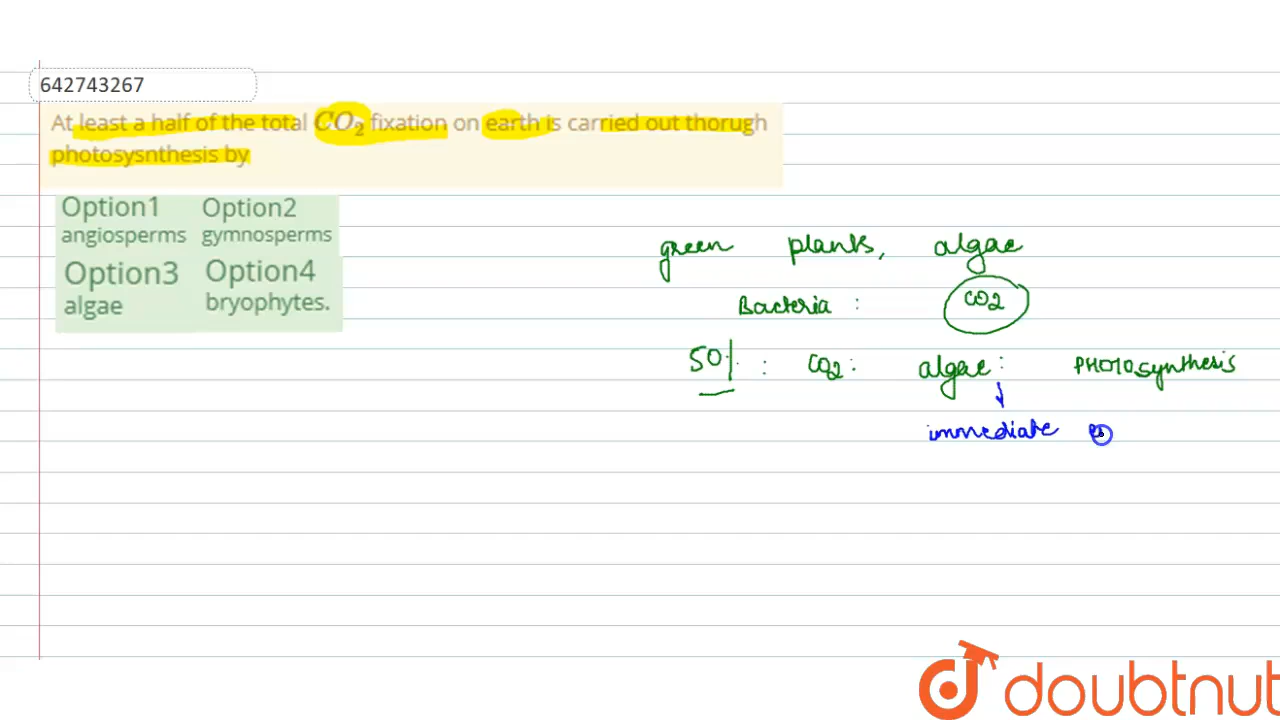 642743267
At least a half of the total CO2 fixation on earth is carried out thorugh
photosysnthesis by
Option1 Option2
angiosperms gymnosperms
Option3 Option4
algae bryophytes.
green plants, algae
Bacteria : CO2
50% : CO2 : algae : PHOTOsynthesis
immediate
doubtnut